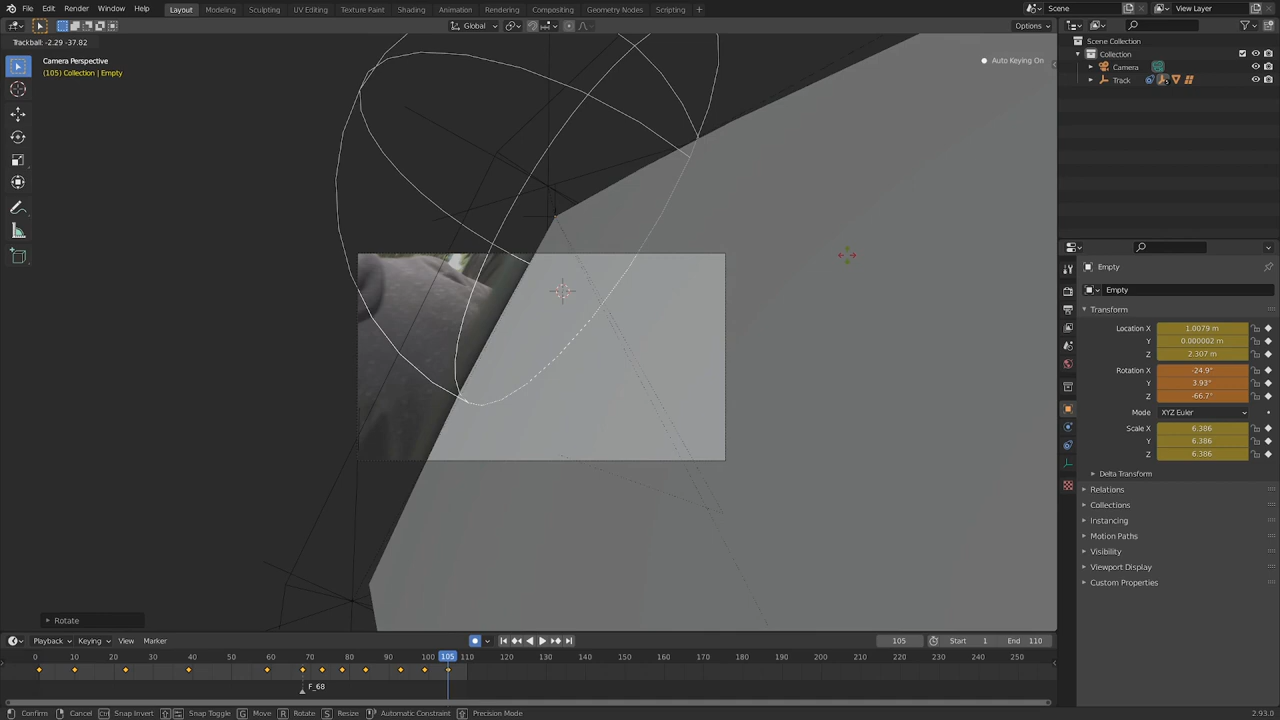 File Edit Render Window Help Layout Modeling Sculpting UV Editing Texture Paint Shading Animation Rendering Compositing Geometry Nodes Scripting Scene View Layer
Global Options
Trackball: -2.29 -37.82
Scene Collection
Camera Perspective
(105) Collection | Empty
Auto Keying On
Collection
Camera
Track
Empty
Empty
Transform
Location X 1.0079 m
Y 0.000002 m
Z 2.307 m
Rotation X -24.9°
Y 3.93°
Z -66.7°
Mode XYZ Euler
Scale X 6.386
Y 6.386
Z 6.386
Delta Transform
Relations
Collections
Instancing
Motion Paths
Visibility
Viewport Display
Custom Properties
Rotate
Playback Keying View Marker 105 Start 1 End 110
0 10 20 30 40 50 60 70 80 90 100 105 110 120 130 140 150 160 170 180 190 200 210 220 230 240 250
F_68
Confirm Cancel Ctrl Snap Invert Snap Toggle G Move R Rotate S Resize Automatic Constraint Precision Mode 2.93.0